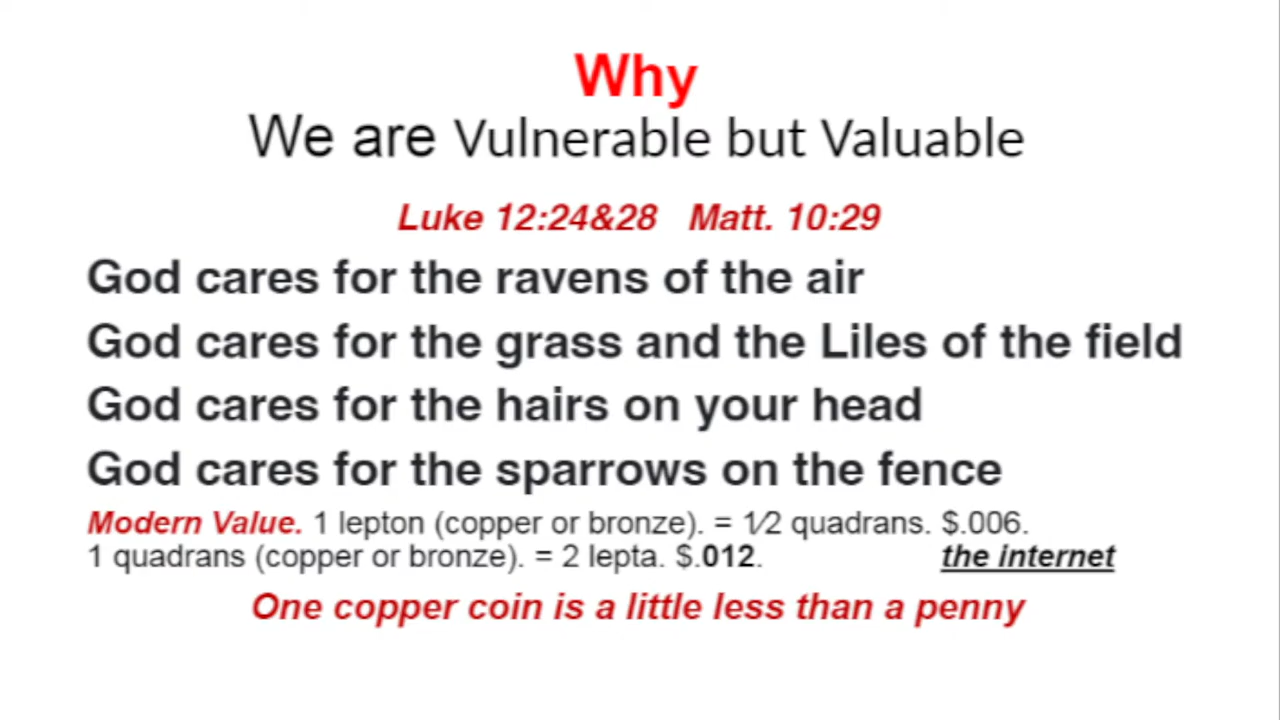 Why
We are Vulnerable but Valuable
Luke 12:24&28 Matt. 10:29
God cares for the ravens of the air
God cares for the grass and the Liles of the field
God cares for the hairs on your head
God cares for the sparrows on the fence
Modern Value. 1 lepton (copper or bronze). = 1⁄2 quadrans. $.006.
1 quadrans (copper or bronze). = 2 lepta. $.012. the internet
One copper coin is a little less than a penny